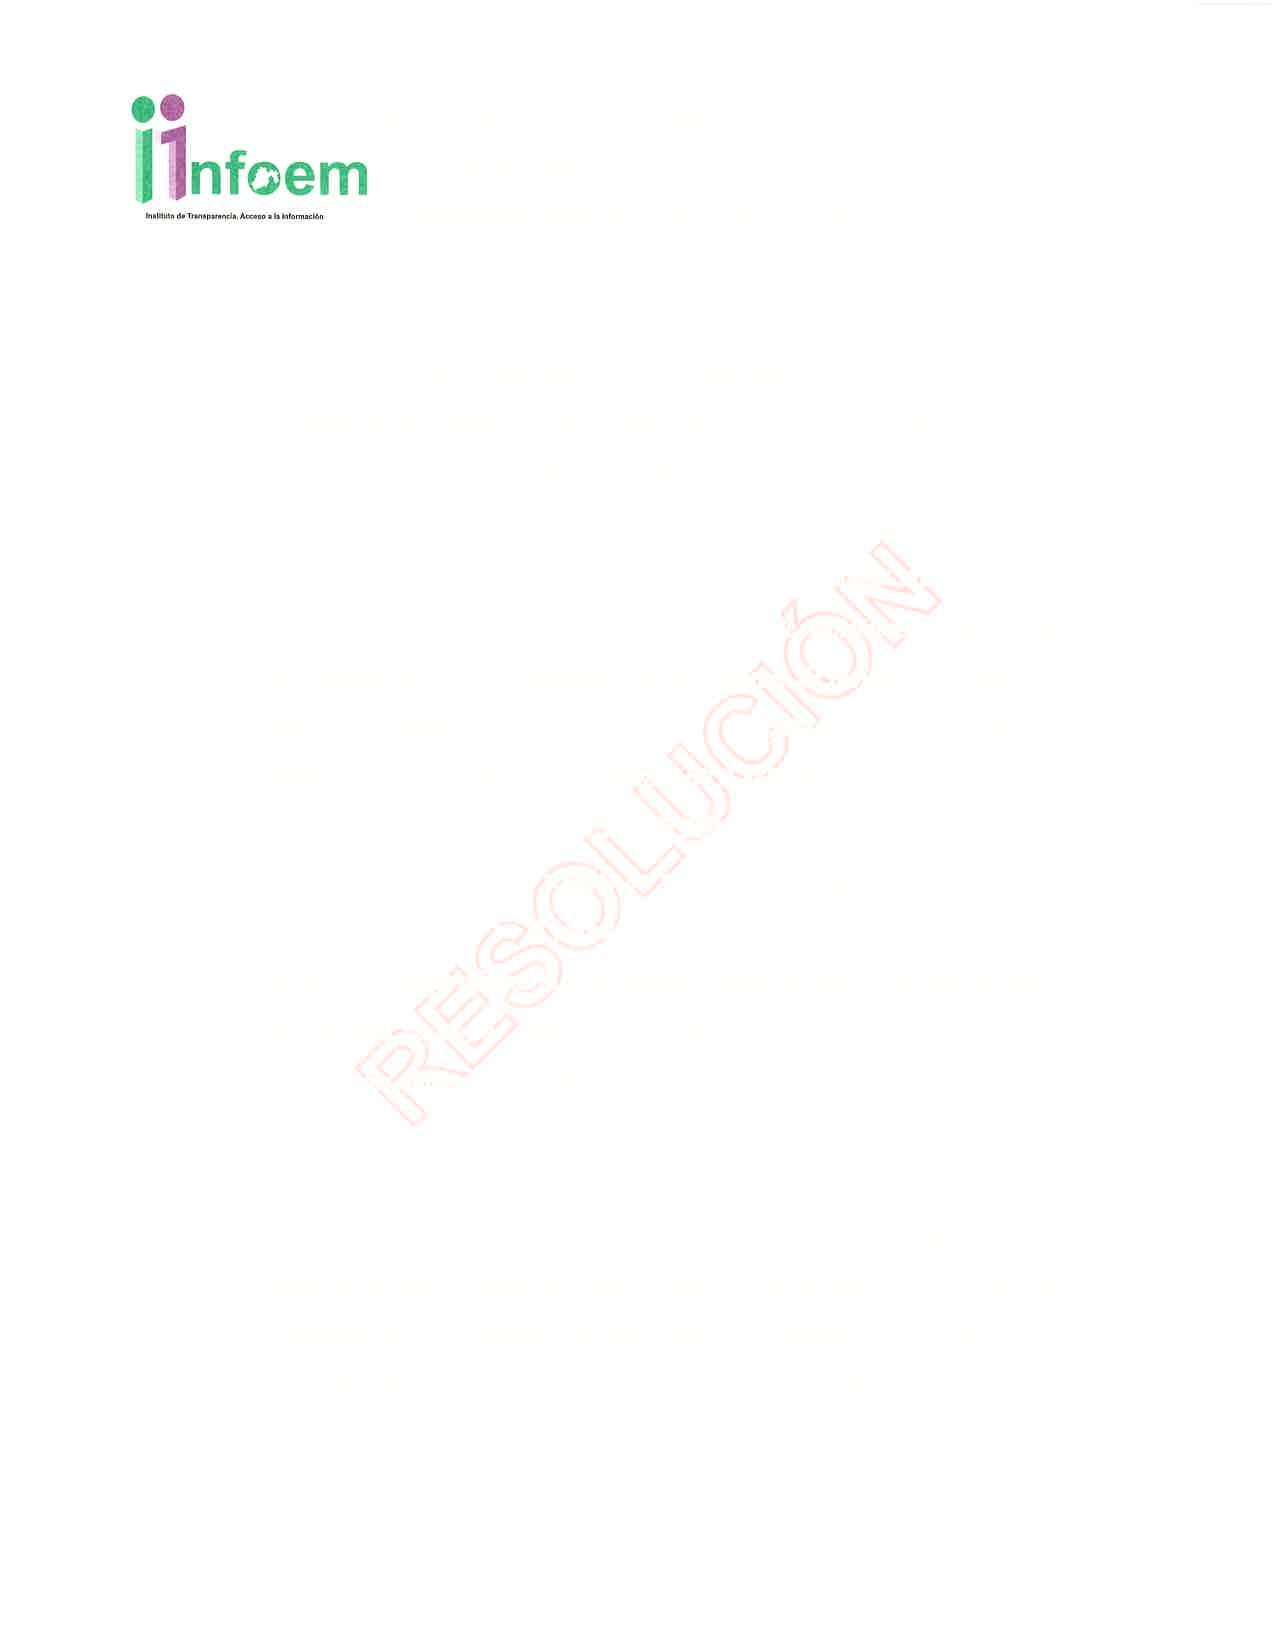 infoem
Instituto de Transparencia, Acceso a la Información
RESOLUCIÓN